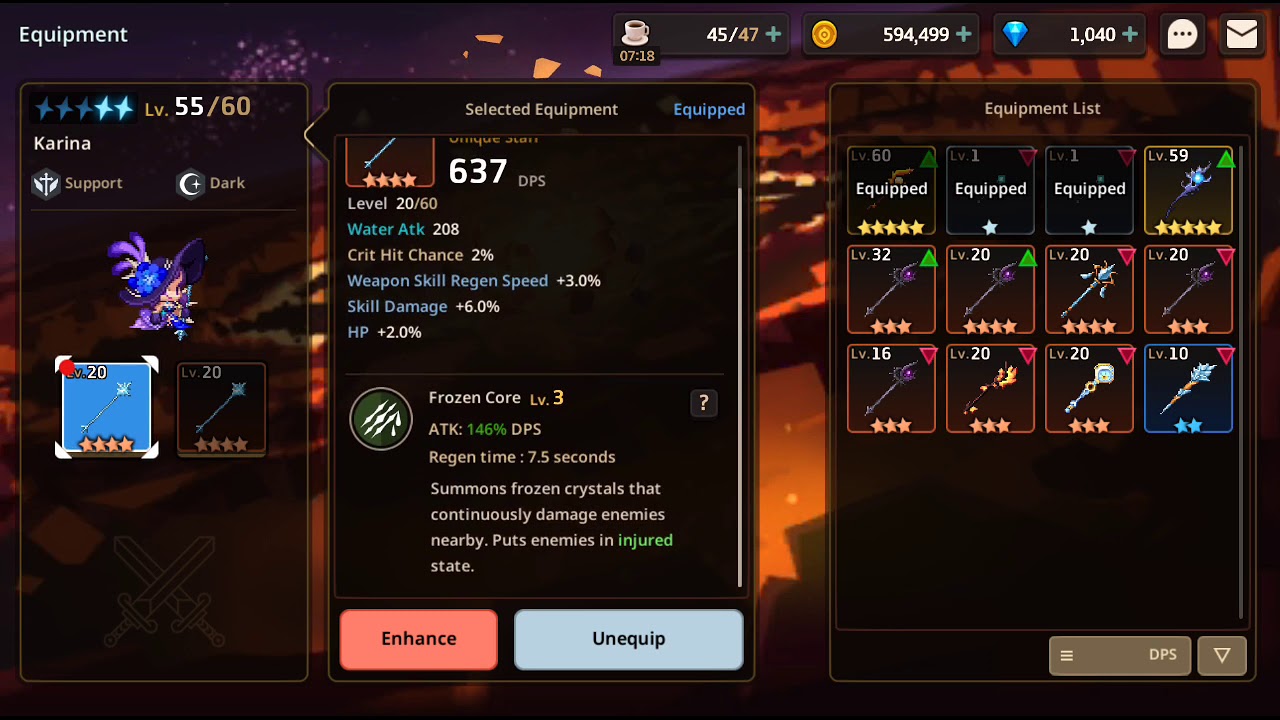 Equipment
07:18
45/47
594,499
1,040
Lv. 55/60
Karina
Support
Dark
Lv.20
Lv.20
Selected Equipment
Equipped
Unique Staff
637 DPS
Level 20/60
Water Atk 208
Crit Hit Chance 2%
Weapon Skill Regen Speed +3.0%
Skill Damage +6.0%
HP +2.0%
Frozen Core Lv. 3
?
ATK: 146% DPS
Regen time : 7.5 seconds
Summons frozen crystals that
continuously damage enemies
nearby. Puts enemies in injured
state.
Enhance
Unequip
Equipment List
Lv.60 Lv.1 Lv.1 Lv.59
Equipped Equipped Equipped
Lv.32 Lv.20 Lv.20 Lv.20
Lv.16 Lv.20 Lv.20 Lv.10
DPS